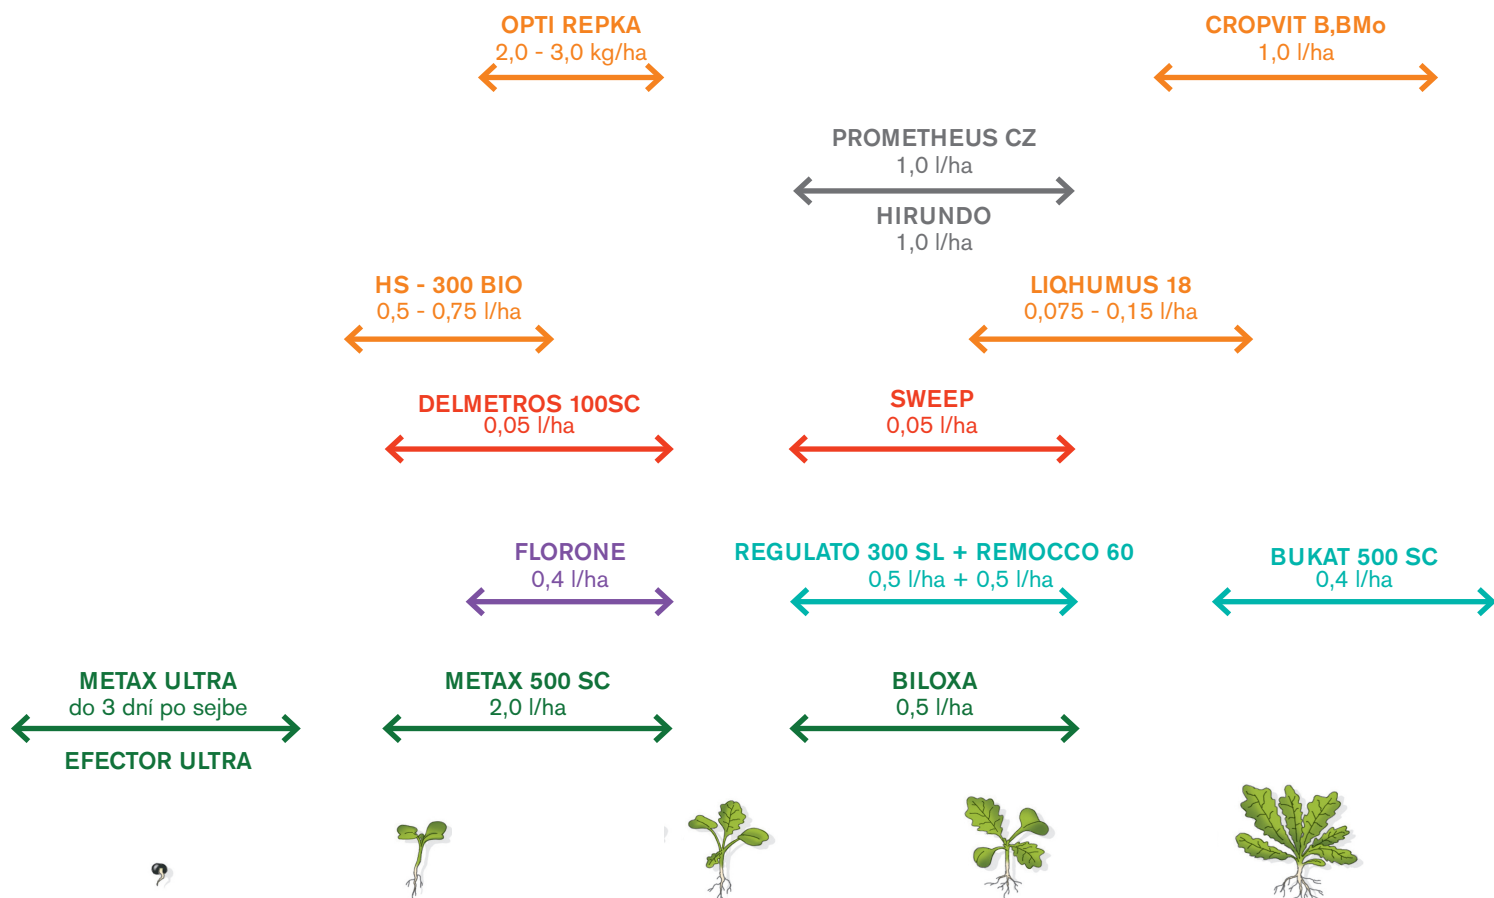 OPTI REPKA
2,0 - 3,0 kg/ha
CROPVIT B,BMo
1,0 l/ha
PROMETHEUS CZ
1,0 l/ha
HIRUNDO
1,0 l/ha
HS - 300 BIO
0,5 - 0,75 l/ha
LIQHUMUS 18
0,075 - 0,15 l/ha
DELMETROS 100SC
0,05 l/ha
SWEEP
0,05 l/ha
FLORONE
0,4 l/ha
REGULATO 300 SL + REMOCCO 60
0,5 l/ha + 0,5 l/ha
BUKAT 500 SC
0,4 l/ha
METAX ULTRA
do 3 dní po sejbe
EFECTOR ULTRA
METAX 500 SC
2,0 l/ha
BILOXA
0,5 l/ha